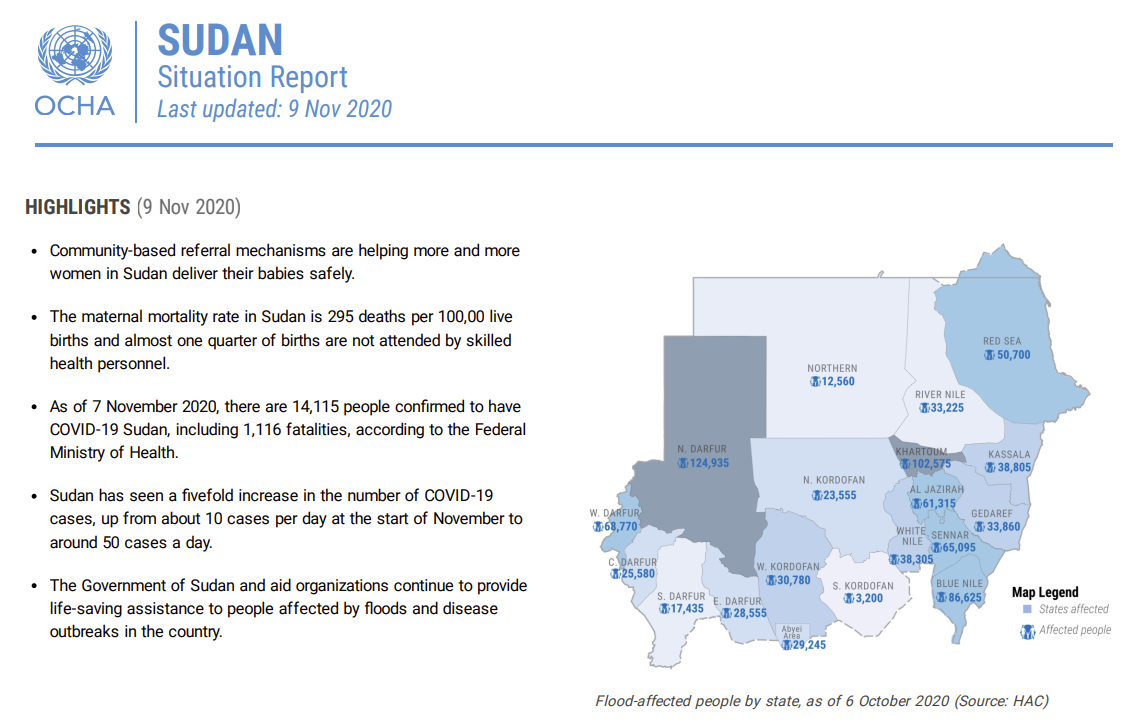 OCHA
SUDAN
Situation Report
Last updated: 9 Nov 2020
HIGHLIGHTS (9 Nov 2020)
• Community-based referral mechanisms are helping more and more
women in Sudan deliver their babies safely.
• The maternal mortality rate in Sudan is 295 deaths per 100,00 live
births and almost one quarter of births are not attended by skilled
health personnel.
• As of 7 November 2020, there are 14,115 people confirmed to have
COVID-19 Sudan, including 1,116 fatalities, according to the Federal
Ministry of Health.
• Sudan has seen a fivefold increase in the number of COVID-19
cases, up from about 10 cases per day at the start of November to
around 50 cases a day.
• The Government of Sudan and aid organizations continue to provide
life-saving assistance to people affected by floods and disease
outbreaks in the country.
RED SEA
50,700
NORTHERN
12,560
RIVER NILE
33,225
N. DARFUR
124,935
KHARTOUM
102,575
KASSALA
38,805
N. KORDOFAN
23,555
AL JAZIRAH
61,315
W. DARFUR
68,770
GEDAREF
33,860
WHITE
NILE
38,305
SENNAR
65,095
C. DARFUR
25,580
W. KORDOFAN
30,780
S. KORDOFAN
3,200
BLUE NILE
86,625
S. DARFUR
17,435
E. DARFUR
28,555
Abyei
Area
29,245
Map Legend
States affected
Affected people
Flood-affected people by state, as of 6 October 2020 (Source: HAC)